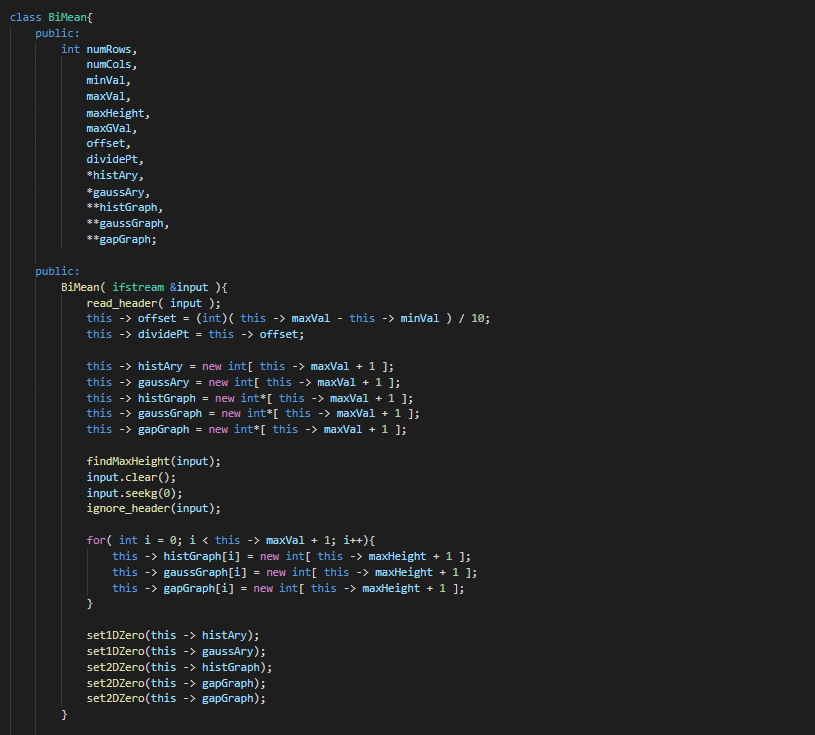 class BiMean{
public:
int numRows,
numCols,
minVal,
maxVal,
maxHeight,
maxGVal,
offset,
dividePt,
*histAry,
*gaussAry,
**histGraph,
**gaussGraph,
**gapGraph;
public:
BiMean( ifstream &input ){
read_header( input );
this -> offset = (int)( this -> maxVal - this -> minVal ) / 10;
this -> dividePt = this -> offset;
this -> histAry = new int[ this -> maxVal + 1 ];
this -> gaussAry = new int[ this -> maxVal + 1 ];
this -> histGraph = new int*[ this -> maxVal + 1 ];
this -> gaussGraph = new int*[ this -> maxVal + 1 ];
this -> gapGraph = new int*[ this -> maxVal + 1 ];
findMaxHeight(input);
input.clear();
input.seekg(0);
ignore_header(input);
for( int i = 0; i < this -> maxVal + 1; i++){
this -> histGraph[i] = new int[ this -> maxHeight + 1 ];
this -> gaussGraph[i] = new int[ this -> maxHeight + 1 ];
this -> gapGraph[i] = new int[ this -> maxHeight + 1 ];
}
set1DZero(this -> histAry);
set1DZero(this -> gaussAry);
set2DZero(this -> histGraph);
set2DZero(this -> gapGraph);
set2DZero(this -> gapGraph);
}